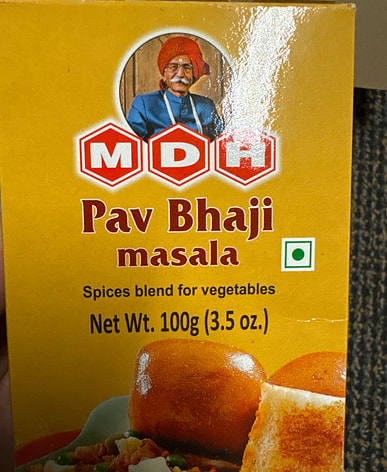 MDH
Pav Bhaji
masala
Spices blend for vegetables
Net Wt. 100g (3.5 oz.)